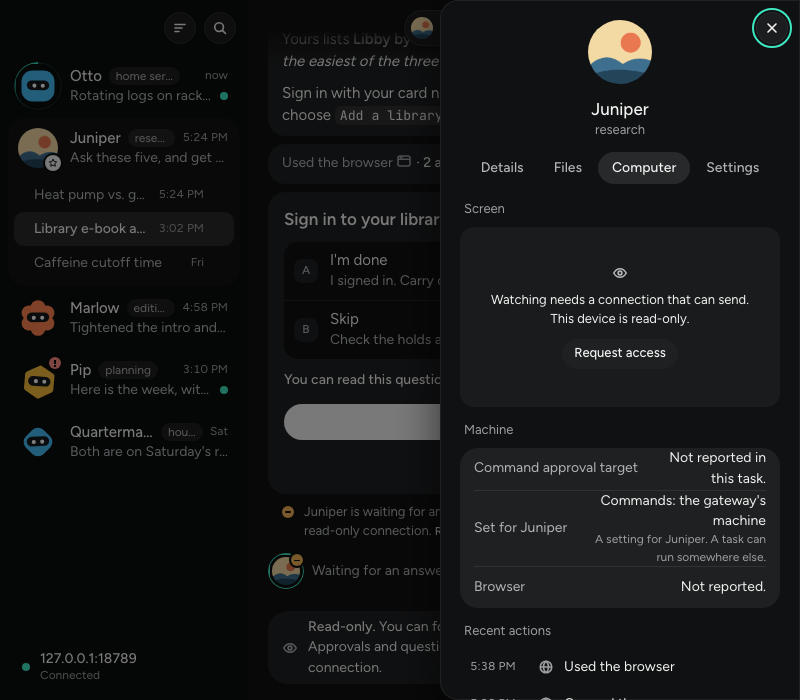 Otto home ser... now
Rotating logs on rack...
Juniper rese... 5:24 PM
Ask these five, and get ...
Heat pump vs. g... 5:24 PM
Library e-book a... 3:02 PM
Caffeine cutoff time Fri
Marlow editi... 4:58 PM
Tightened the intro and...
Pip planning 3:10 PM
Here is the week, wit...
Quarterma... hou... Sat
Both are on Saturday's r...
127.0.0.1:18789
Connected
Yours lists Libby by
the easiest of the three
Sign in with your card n
choose Add a library
Used the browser · 2 a
Sign in to your librar
A I'm done
I signed in. Carry
B Skip
Check the holds a
You can read this questic
Juniper is waiting for ar
read-only connection. R
Waiting for an answe
Read-only. You can fo
Approvals and questi
connection.
Juniper
research
Details Files Computer Settings
Screen
Watching needs a connection that can send.
This device is read-only.
Request access
Machine
Command approval target Not reported in
this task.
Set for Juniper Commands: the gateway's
machine
A setting for Juniper. A task can
run somewhere else.
Browser Not reported.
Recent actions
5:38 PM Used the browser